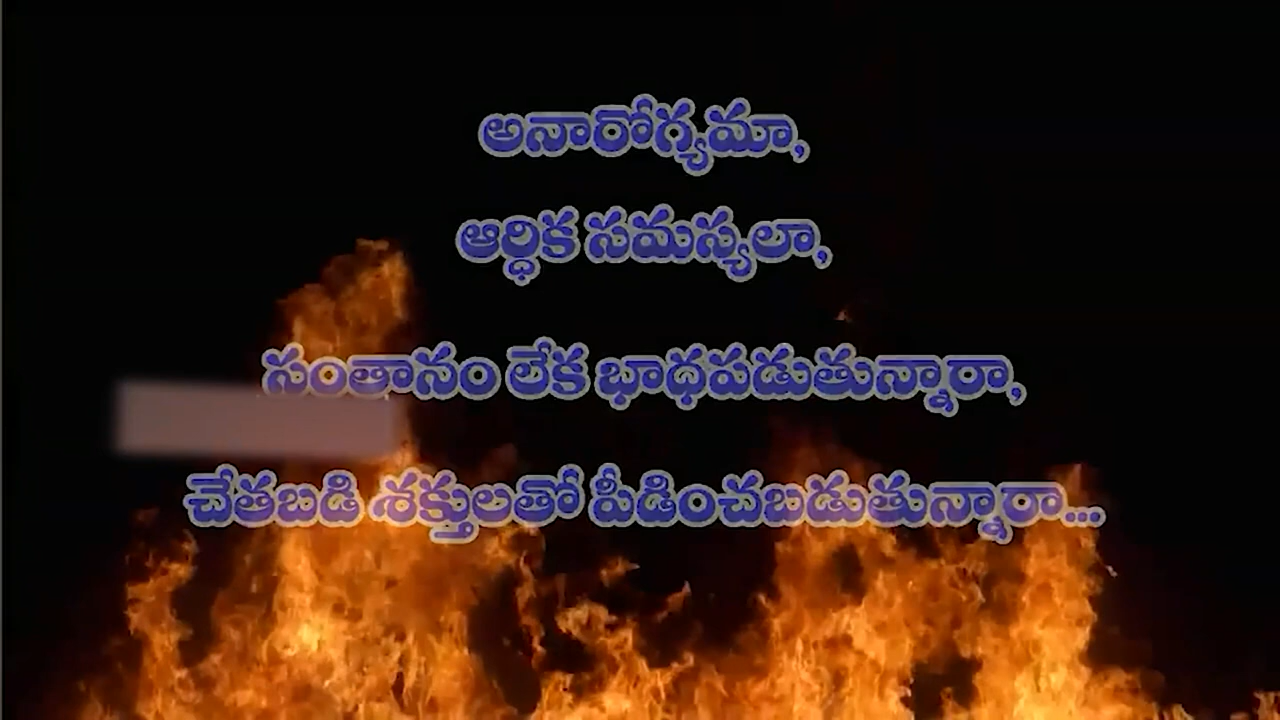 అనారోగ్యమా,
ఆర్ధిక సమస్యలా,
సంతానం లేక భాధపడుతున్నారా,
చేతబడి శక్తులతో పీడించబడుతున్నారా...